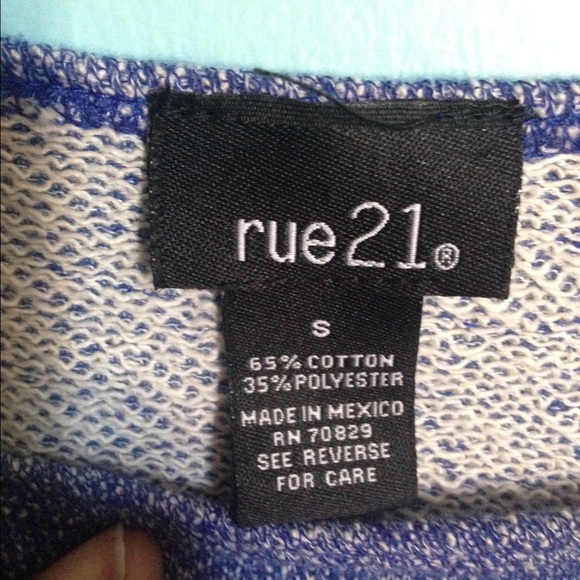 rue21®
S
65% COTTON
35% POLYESTER
MADE IN MEXICO
RN 70829
SEE REVERSE
FOR CARE